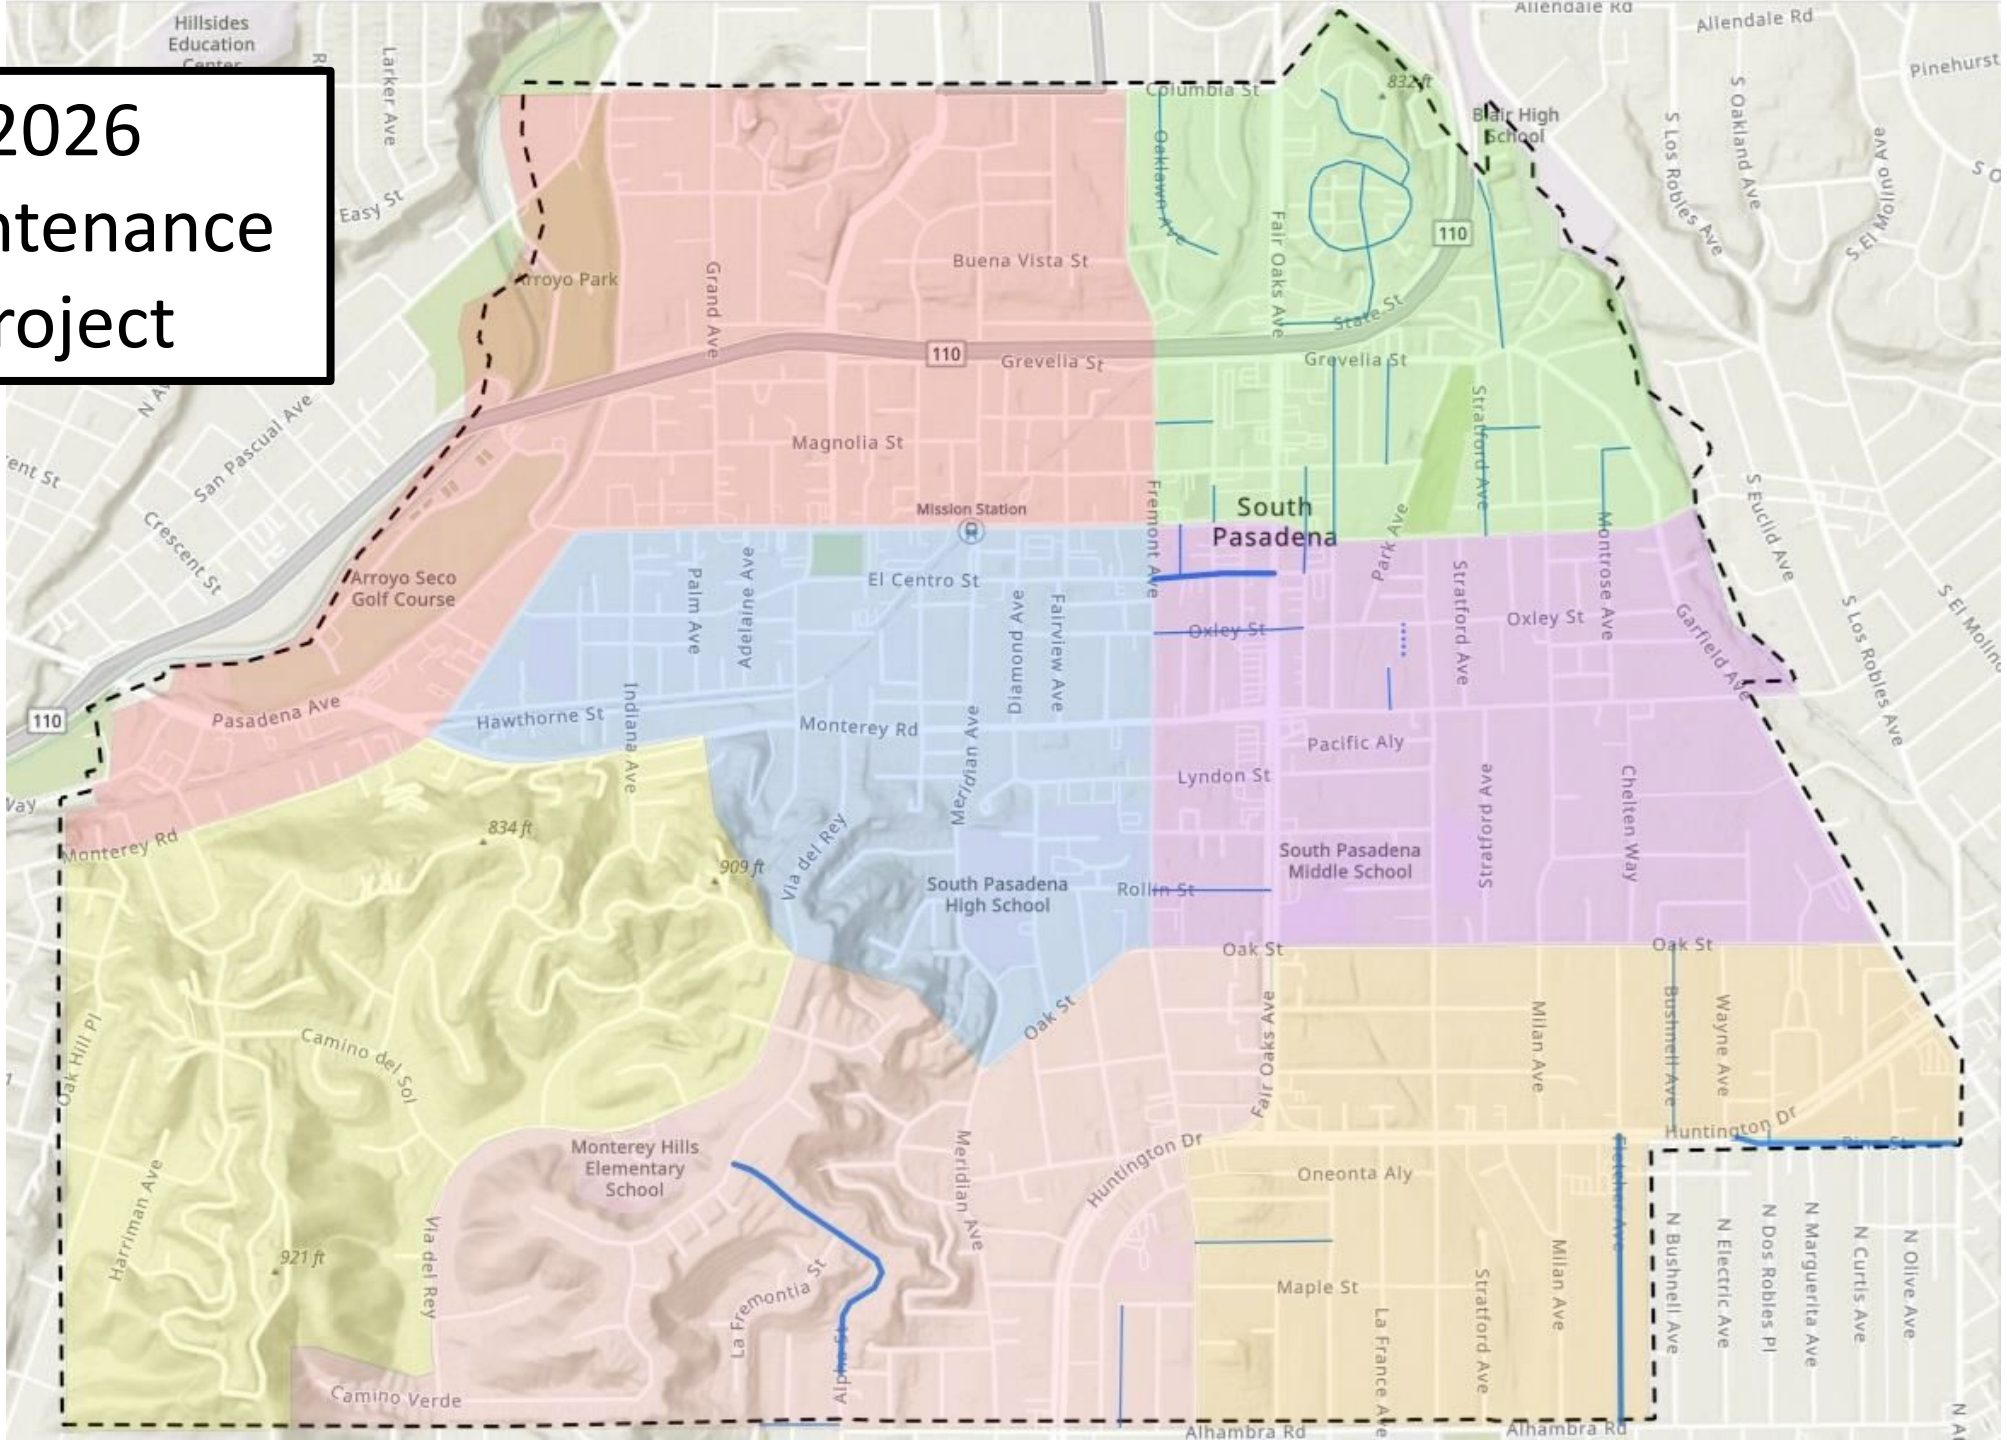 Hillsides
Education
Center
Larker Ave
2026
ntenance
roject
Easy St
San Pascual Ave
Crescent St
Allendale Rd
Allendale Rd
Pinehurst
S Oakland Ave
S Los Robles Ave
S El Molino Ave
Columbia St
832 ft
Blair High
School
Oaklawn Ave
Fair Oaks Ave
110
Arroyo Park
Grand Ave
Buena Vista St
State St
110
Grevelia St
Grevelia St
Magnolia St
Stratford Ave
Mission Station
Fremont Ave
South
Pasadena
Park Ave
Montrose Ave
S Euclid Ave
Arroyo Seco
Golf Course
Palm Ave
Adelaine Ave
El Centro St
Diamond Ave
Fairview Ave
Oxley St
Stratford Ave
Oxley St
Garfield Ave
S Los Robles Ave
S El Molino
110
Pasadena Ave
Hawthorne St
Indiana Ave
Monterey Rd
Meridian Ave
Pacific Aly
Lyndon St
Stratford Ave
Chelten Way
Way
Monterey Rd
834 ft
909 ft
Via del Rey
South Pasadena
High School
Rollin St
South Pasadena
Middle School
Oak St
Oak St
Oak St
Oak Hill Pl
Camino del Sol
Fair Oaks Ave
Milan Ave
Bushnell Ave
Wayne Ave
Huntington Dr
Huntington Dr
Harriman Ave
Monterey Hills
Elementary
School
Meridian Ave
Oneonta Aly
Fletcher Ave
921 ft
Via del Rey
La Fremontia St
Maple St
La France Ave
Stratford Ave
Milan Ave
N Bushnell Ave
N Electric Ave
N Dos Robles Pl
N Marguerita Ave
N Curtis Ave
N Olive Ave
Camino Verde
Alpha St
Alhambra Rd
Alhambra Rd